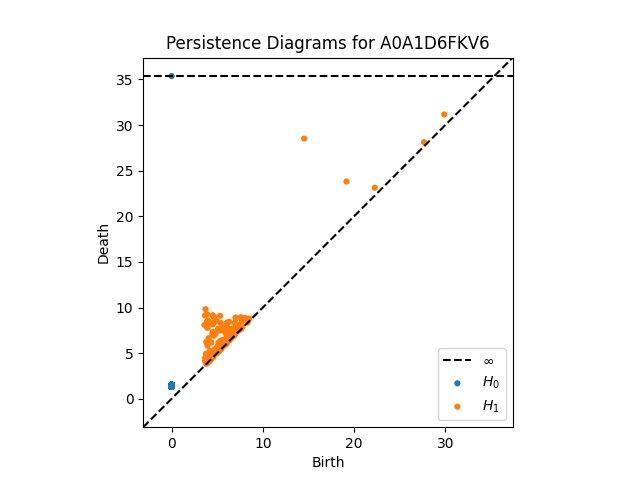 Persistence Diagrams for A0A1D6FKV6
35
30
25
20
15
10
5
0
Death
0 10 20 30
Birth
∞
H₀
H₁